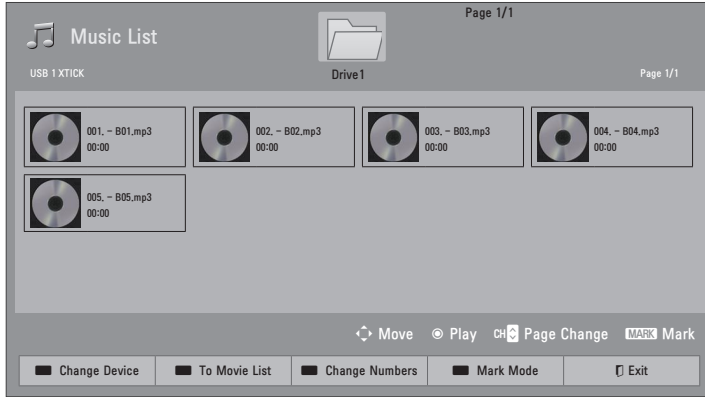 Page 1/1
Music List
Drive1
USB 1 XTICK
Page 1/1
001. - B01.mp3
00:00
002. - B02.mp3
00:00
003. - B03.mp3
00:00
004. - B04.mp3
00:00
005. - B05.mp3
00:00
Move
Play
CH Page Change
MARK Mark
Change Device
To Movie List
Change Numbers
Mark Mode
Exit